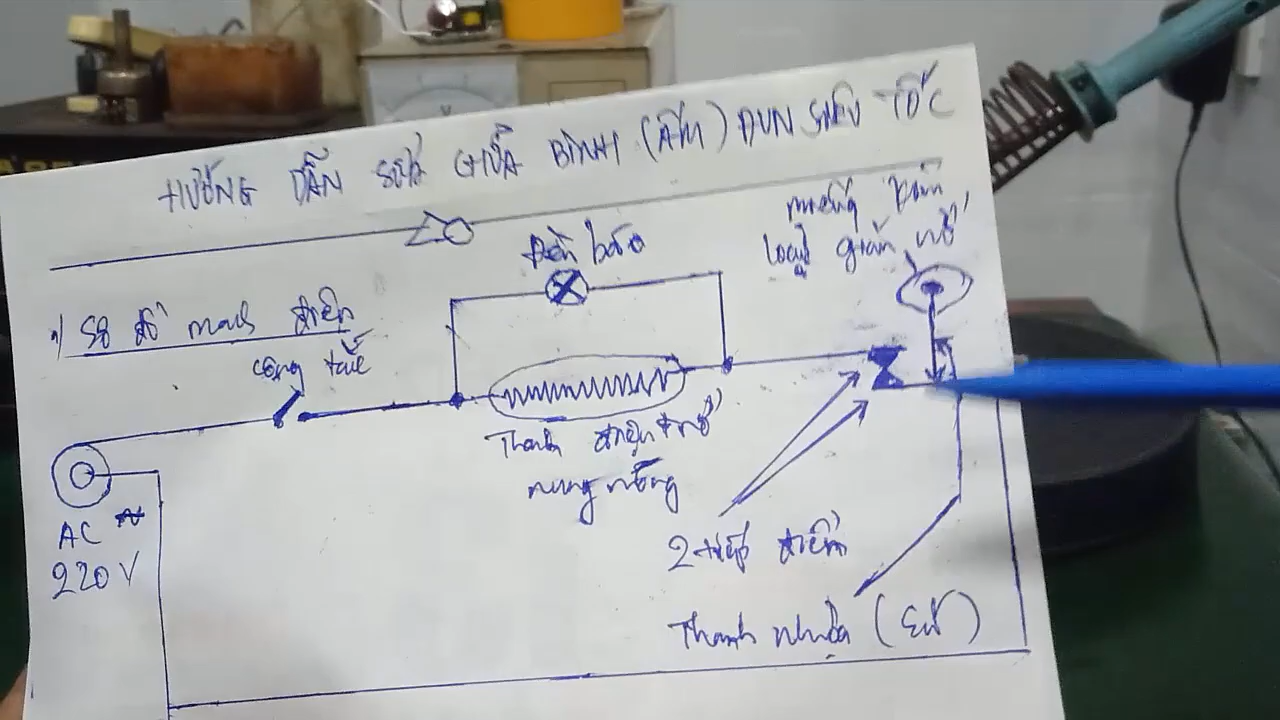 HƯỚNG DẪN SỬA CHỮA BÌNH (ẤM) ĐUN SIÊU TỐC
1) Sơ đồ mạch điện
Đèn báo
miếng kim
loại giãn nở
công tắc
Thanh điện trở
nung nóng
AC
220V
2 tiếp điểm
Thanh nhựa (sứ)